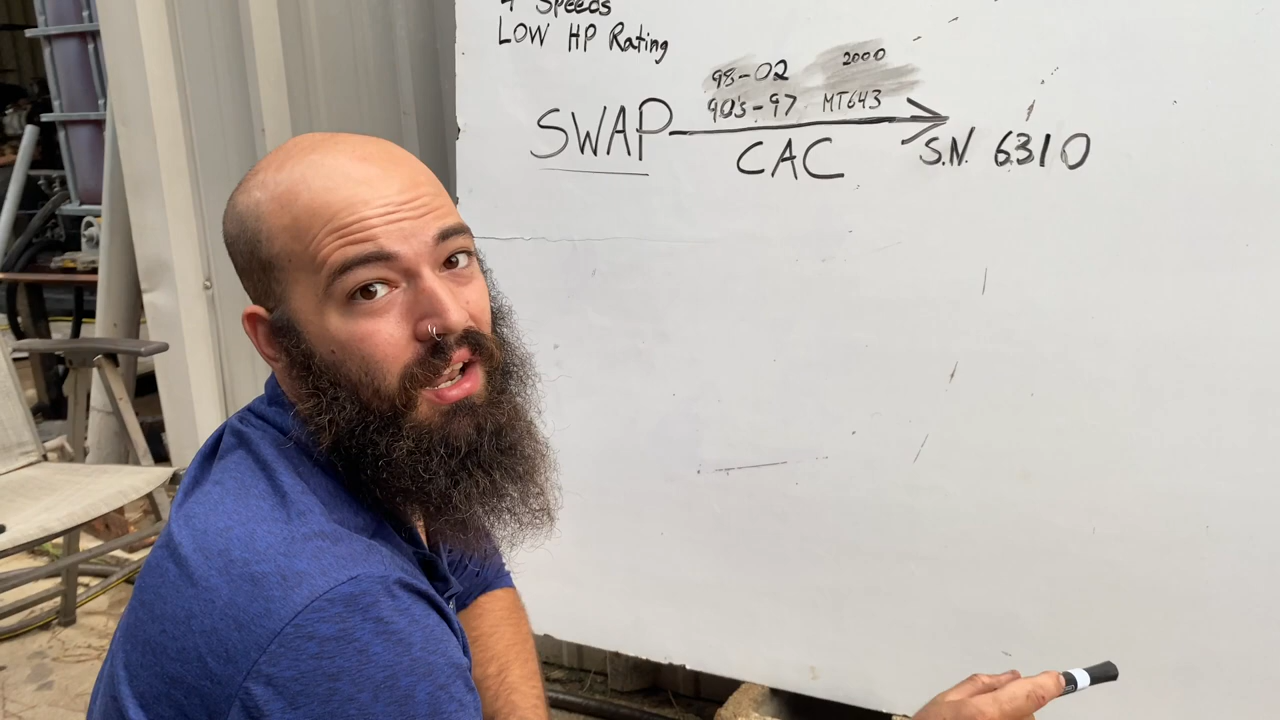 4 Speeds
LOW HP Rating
98-02 2000
90's-97 MT643
SWAP
CAC
S.N. 6310